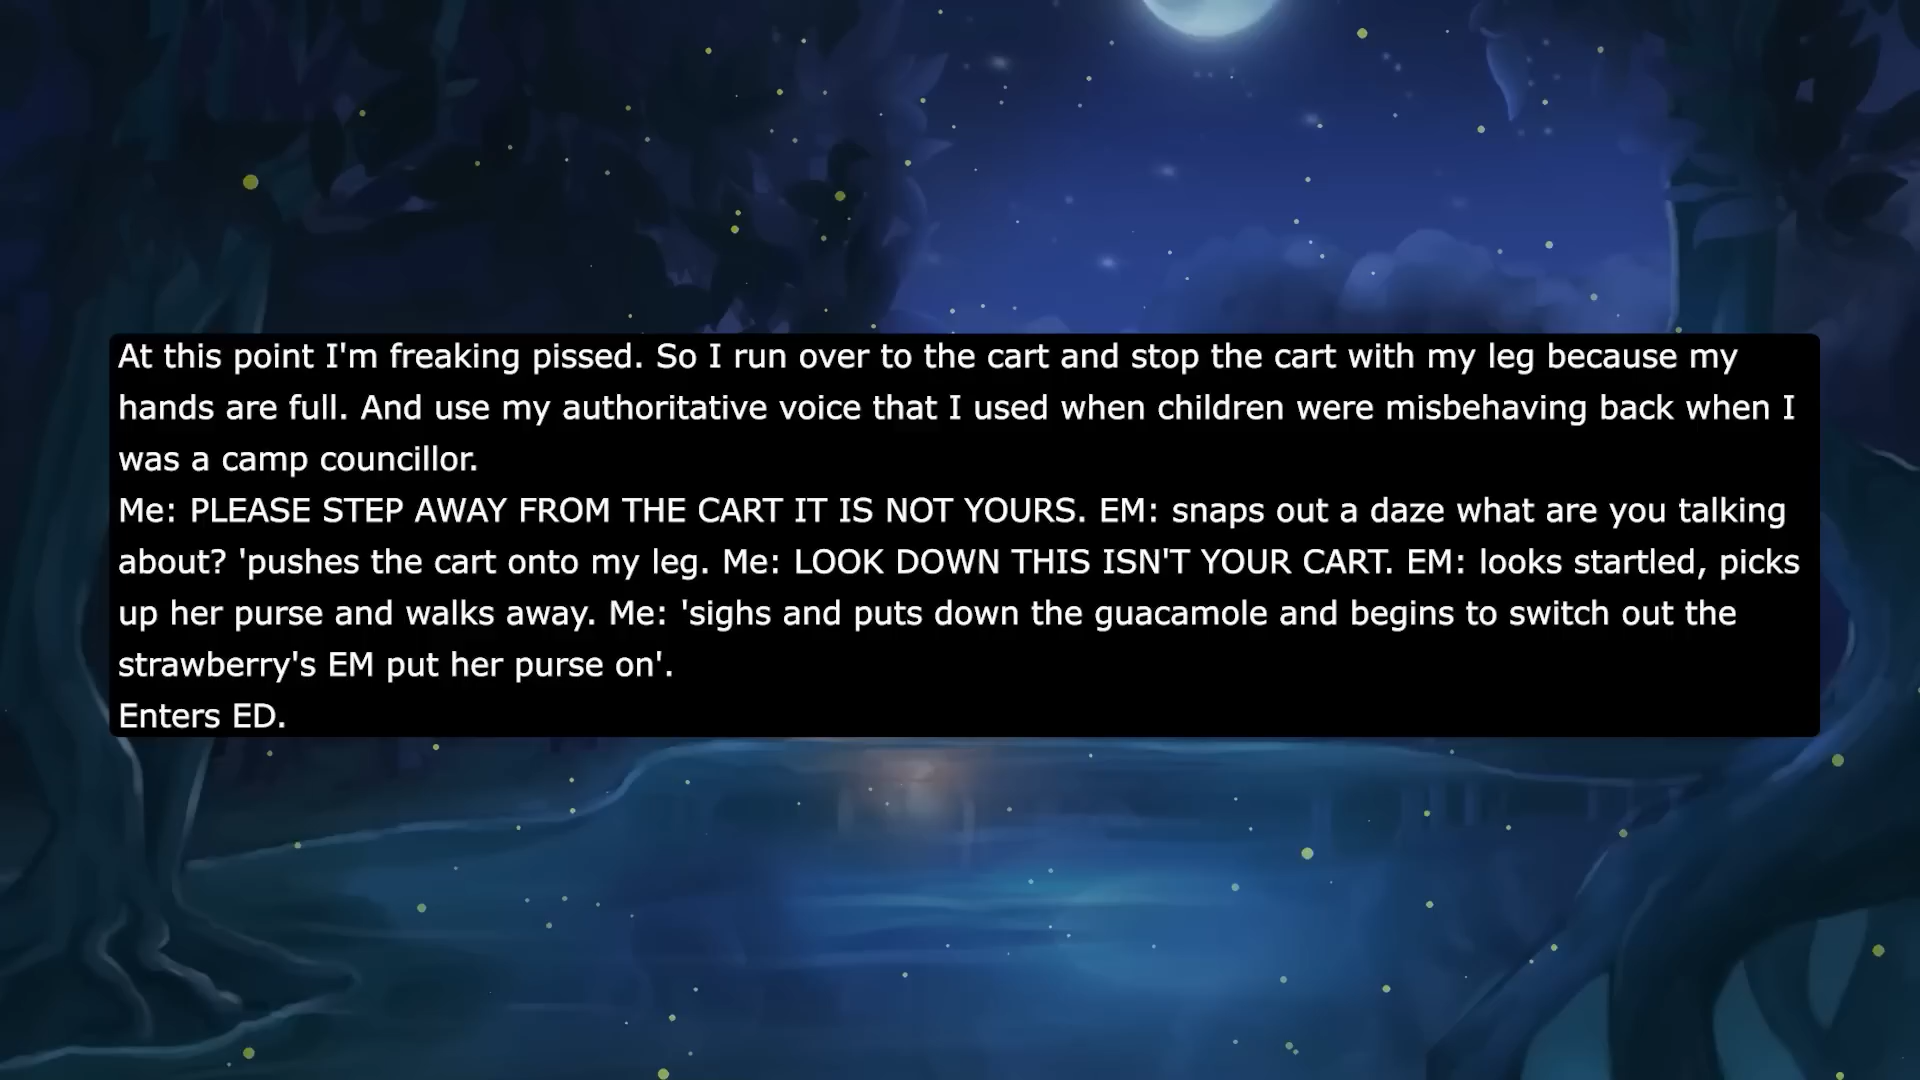 At this point I'm freaking pissed. So I run over to the cart and stop the cart with my leg because my
hands are full. And use my authoritative voice that I used when children were misbehaving back when I
was a camp councillor.
Me: PLEASE STEP AWAY FROM THE CART IT IS NOT YOURS. EM: snaps out a daze what are you talking
about? 'pushes the cart onto my leg. Me: LOOK DOWN THIS ISN'T YOUR CART. EM: looks startled, picks
up her purse and walks away. Me: 'sighs and puts down the guacamole and begins to switch out the
strawberry's EM put her purse on'.
Enters ED.